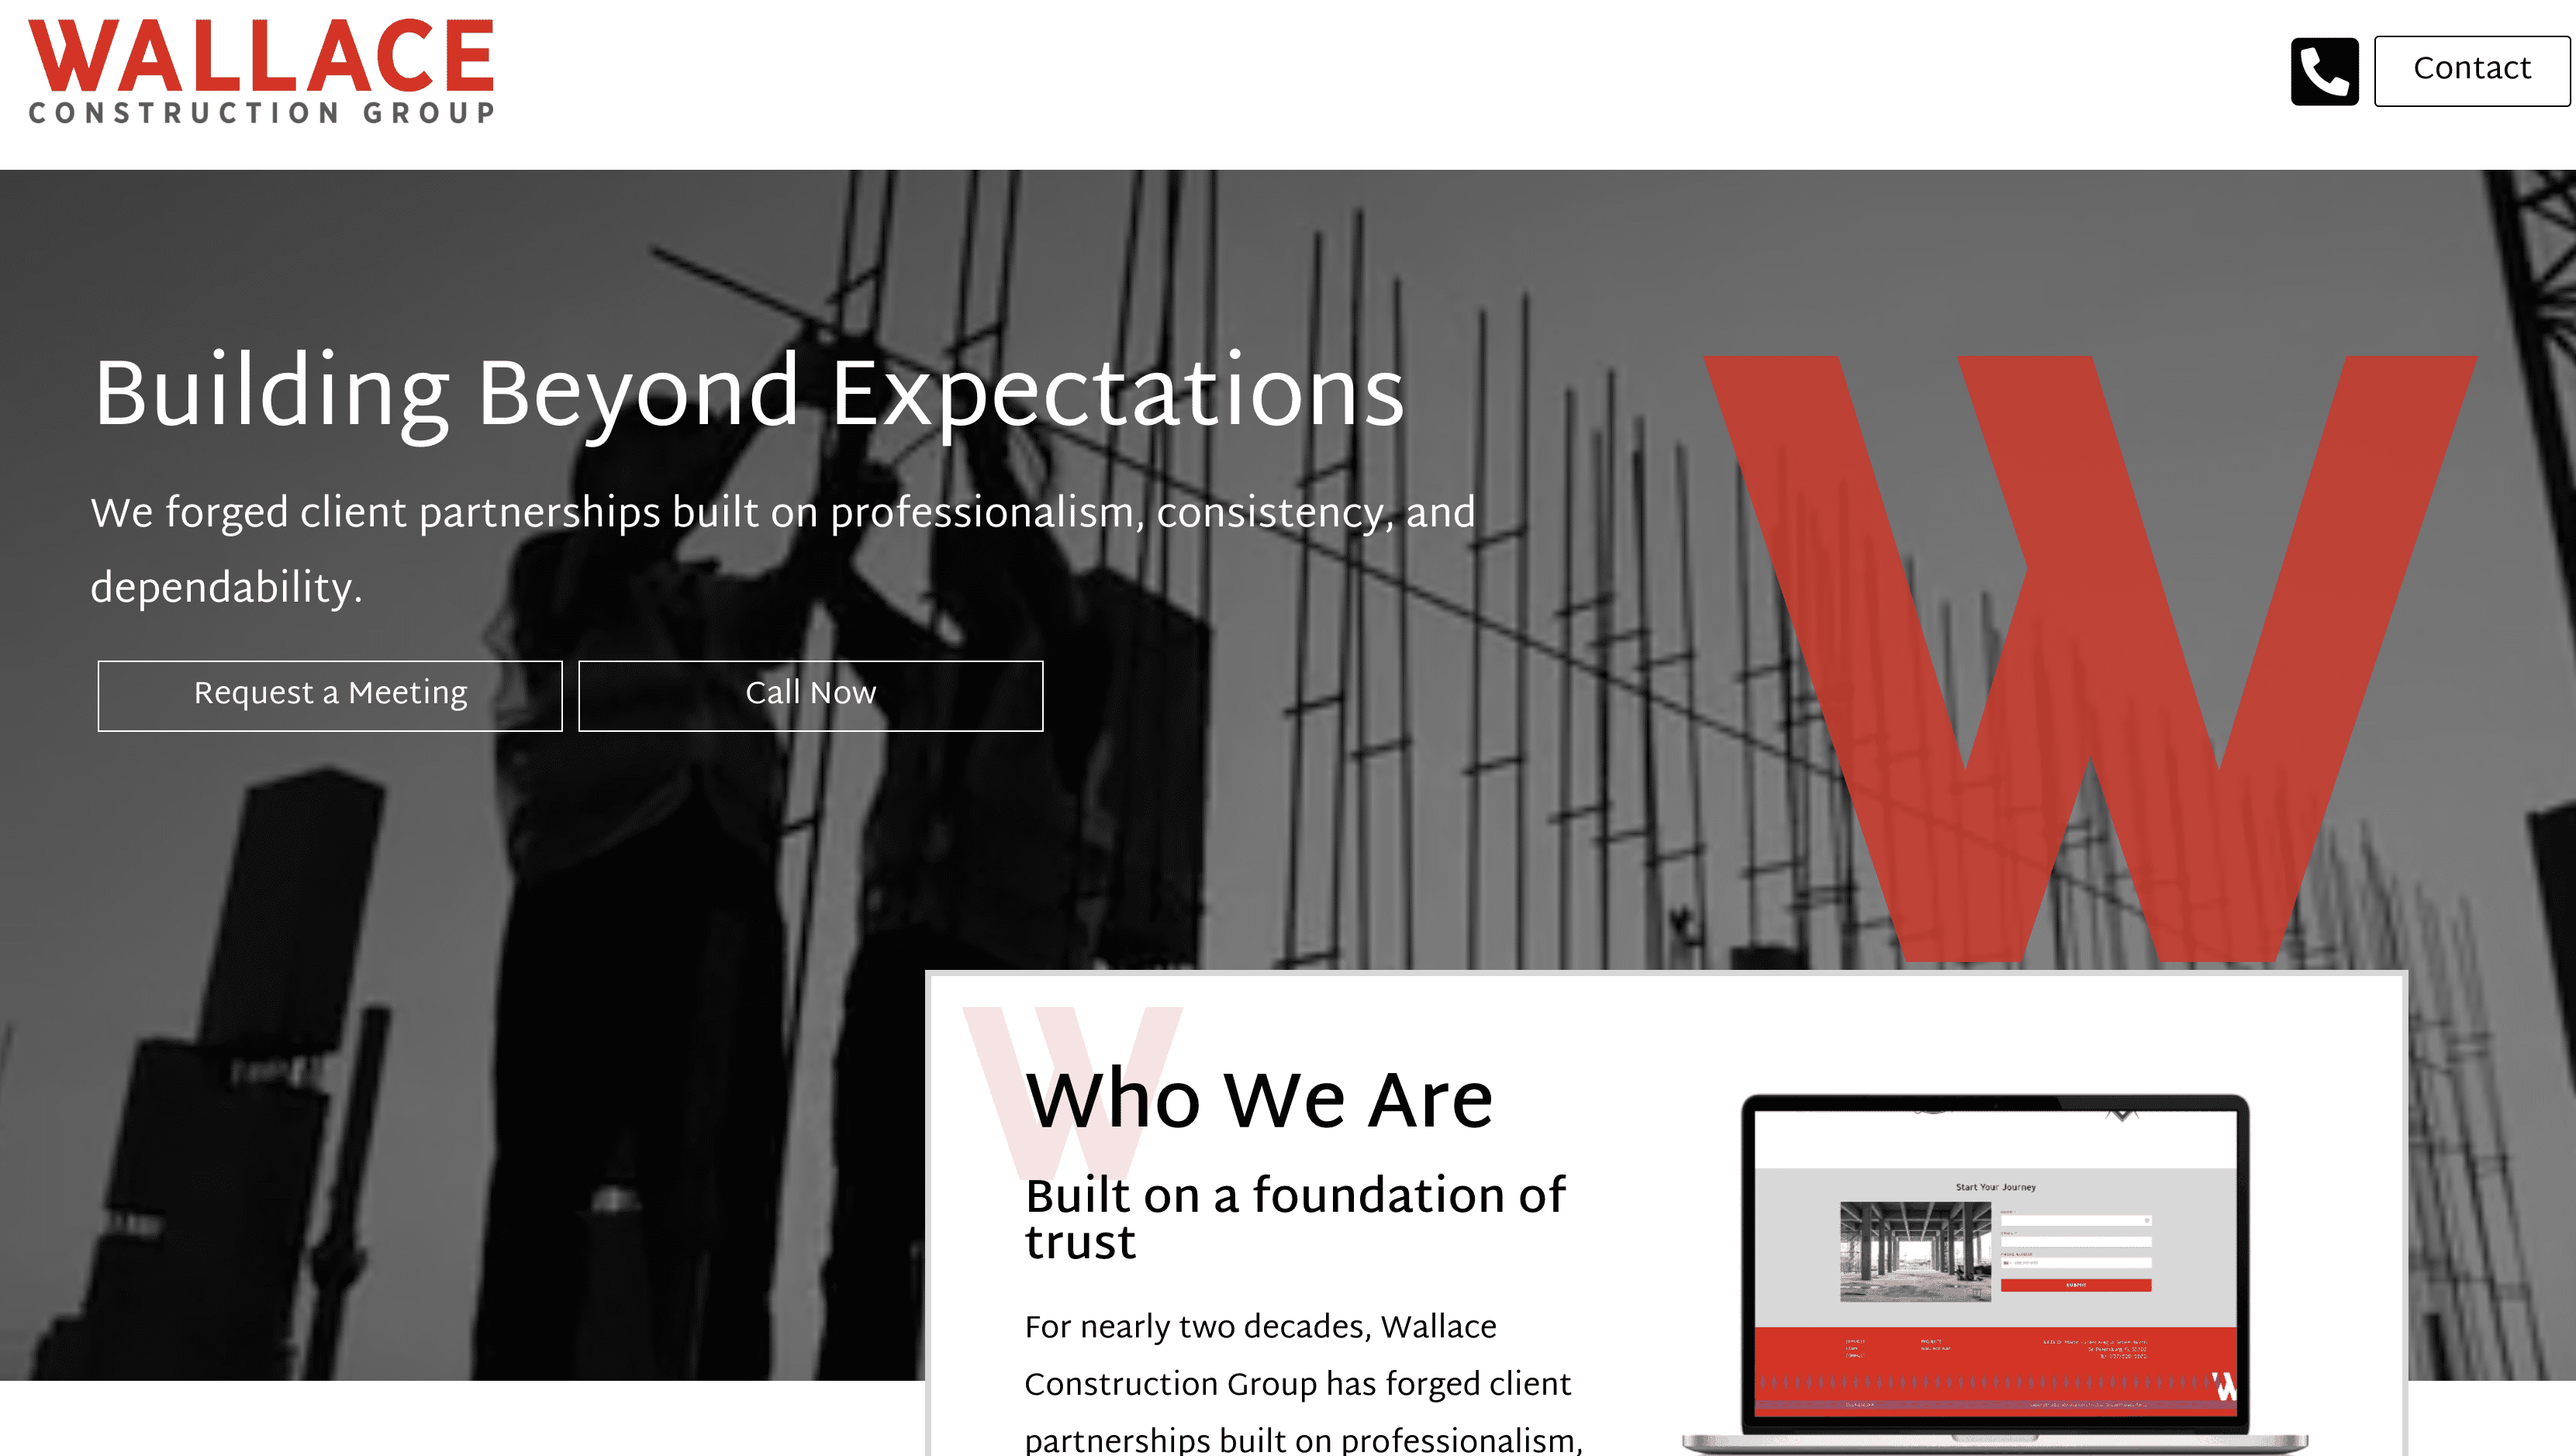 WALLACE
CONSTRUCTION GROUP
Contact
Building Beyond Expectations
We forged client partnerships built on professionalism, consistency, and
dependability.
Request a Meeting
Call Now
Who We Are
Built on a foundation of
trust
For nearly two decades, Wallace
Construction Group has forged client
partnerships built on professionalism,
Start Your Journey
SUBMIT